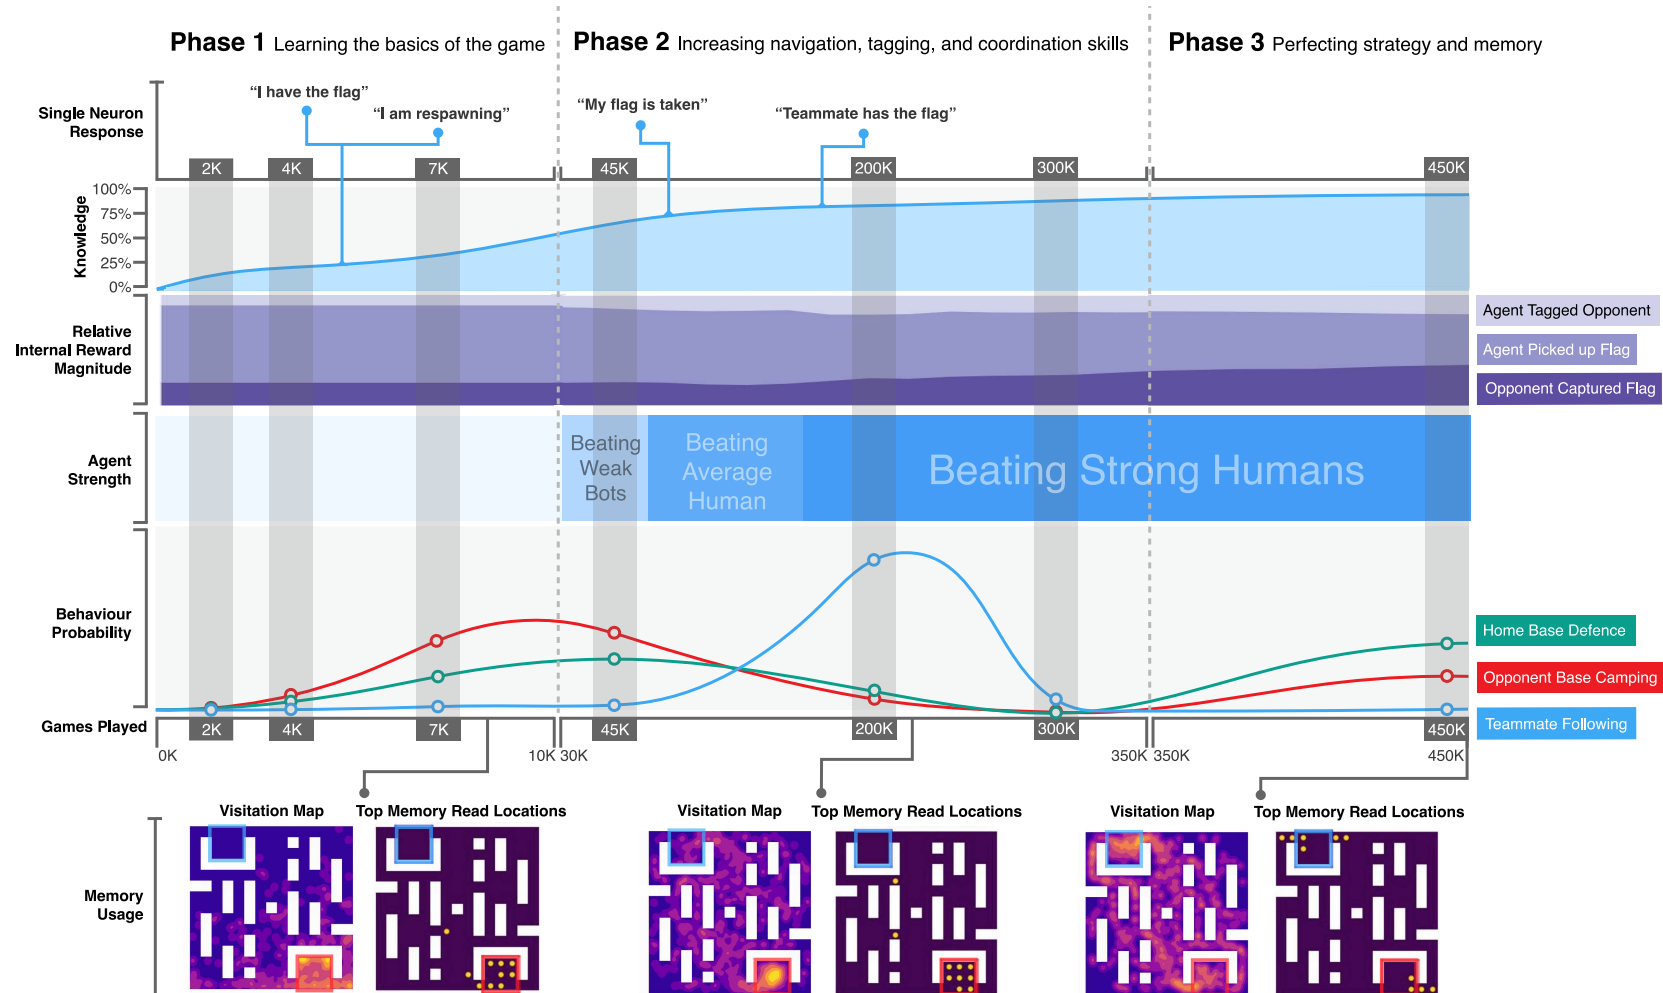 Phase 1 Learning the basics of the game
Phase 2 Increasing navigation, tagging, and coordination skills
Phase 3 Perfecting strategy and memory
Single Neuron
Response
“I have the flag”
“I am respawning”
“My flag is taken”
“Teammate has the flag”
2K
4K
7K
45K
200K
300K
450K
Knowledge
100%
75%
50%
25%
0%
Relative
Internal Reward
Magnitude
Agent Tagged Opponent
Agent Picked up Flag
Opponent Captured Flag
Agent
Strength
Beating
Weak
Bots
Beating
Average
Human
Beating Strong Humans
Behaviour
Probability
Home Base Defence
Opponent Base Camping
Teammate Following
Games Played
2K
4K
7K
45K
200K
300K
450K
0K
10K
30K
350K
350K
450K
Visitation Map
Top Memory Read Locations
Visitation Map
Top Memory Read Locations
Visitation Map
Top Memory Read Locations
Memory
Usage